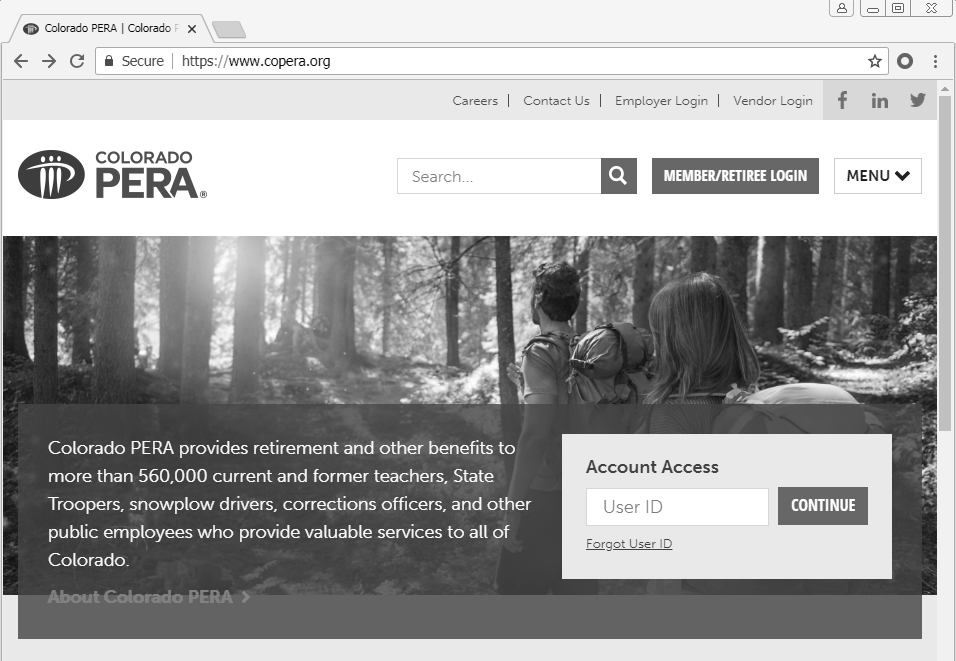 Colorado PERA | Colorado P
Secure
https://www.copera.org
Careers | Contact Us | Employer Login | Vendor Login
COLORADO
PERA®
Search...
MEMBER/RETIREE LOGIN
MENU
Colorado PERA provides retirement and other benefits to
more than 560,000 current and former teachers, State
Troopers, snowplow drivers, corrections officers, and other
public employees who provide valuable services to all of
Colorado.
About Colorado PERA
Account Access
User ID
CONTINUE
Forgot User ID